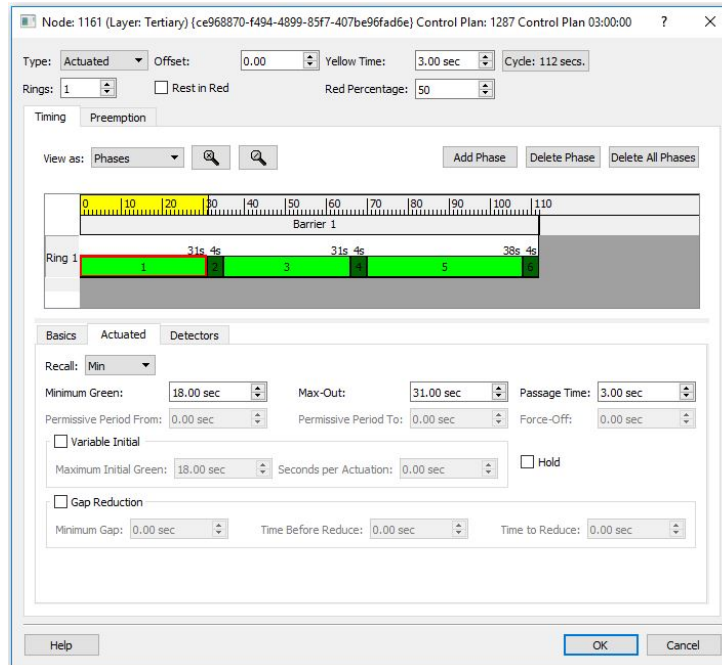 Node: 1161 (Layer: Tertiary) {ce968870-f494-4899-85f7-407be96fad6e} Control Plan: 1287 Control Plan 03:00:00 ?
Type: Actuated Offset: 0.00 Yellow Time: 3.00 sec Cycle: 112 secs.
Rings: 1 Rest in Red Red Percentage: 50
Timing Preemption
View as: Phases Add Phase Delete Phase Delete All Phases
0 10 20 30 40 50 60 70 80 90 100 110
Barrier 1
31s 4s 31s 4s 38s 4s
Ring 1 1 2 3 4 5 6
Basics Actuated Detectors
Recall: Min
Minimum Green: 18.00 sec Max-Out: 31.00 sec Passage Time: 3.00 sec
Permissive Period From: 0.00 sec Permissive Period To: 0.00 sec Force-Off: 0.00 sec
Variable Initial
Maximum Initial Green: 18.00 sec Seconds per Actuation: 0.00 sec Hold
Gap Reduction
Minimum Gap: 0.00 sec Time Before Reduce: 0.00 sec Time to Reduce: 0.00 sec
Help OK Cancel